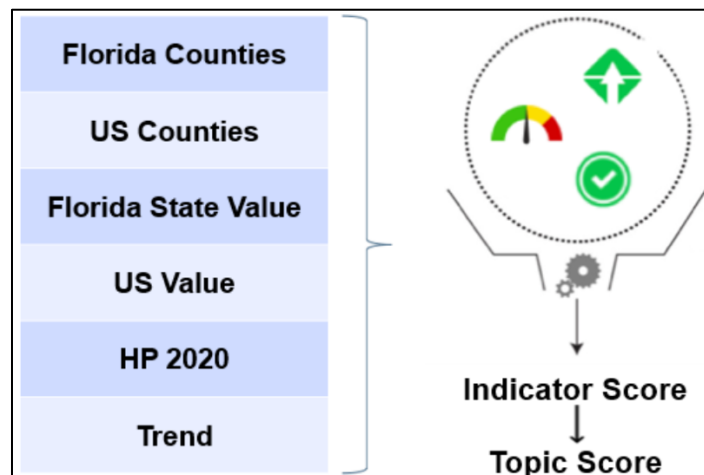 Florida Counties
US Counties
Florida State Value
US Value
HP 2020
Trend
Indicator Score
Topic Score